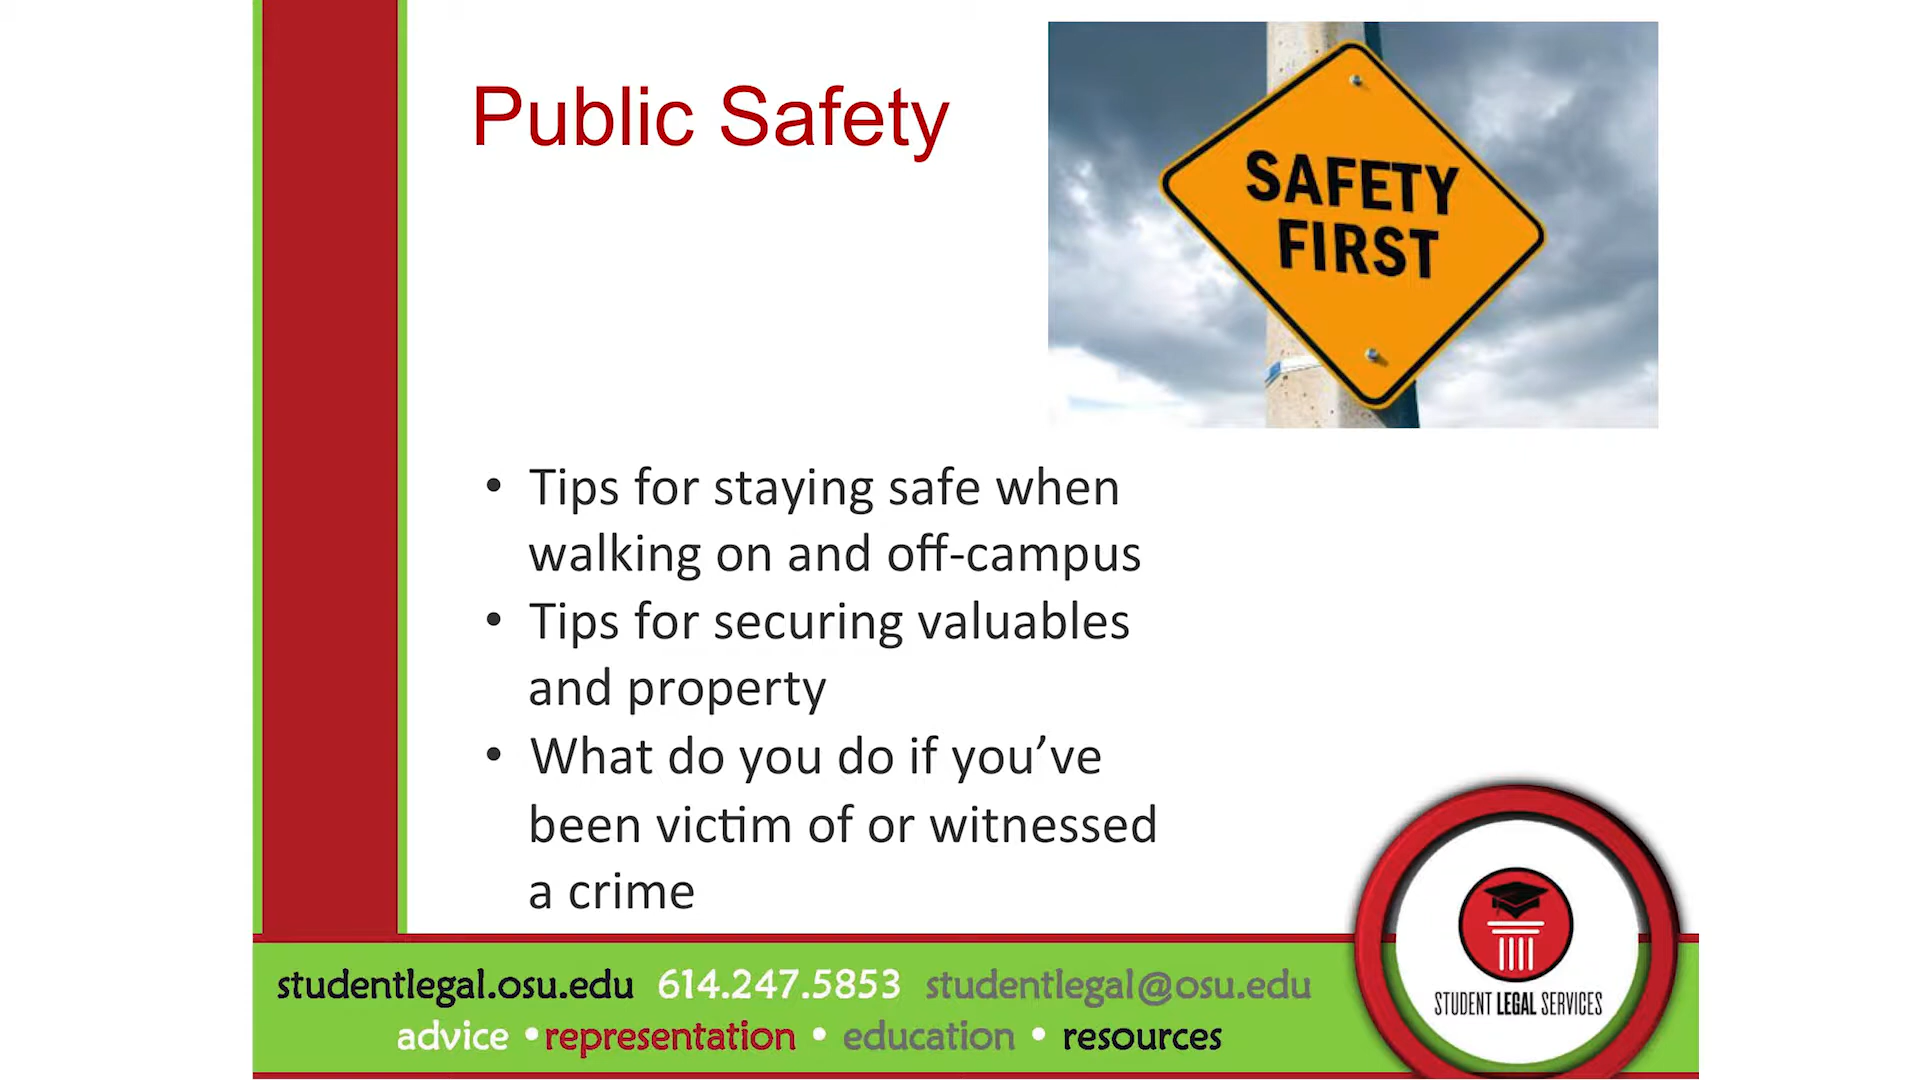 Public Safety
SAFETY
FIRST
• Tips for staying safe when
walking on and off-campus
• Tips for securing valuables
and property
• What do you do if you’ve
been victim of or witnessed
a crime
studentlegal.osu.edu 614.247.5853 studentlegal@osu.edu
advice • representation • education • resources
STUDENT LEGAL SERVICES